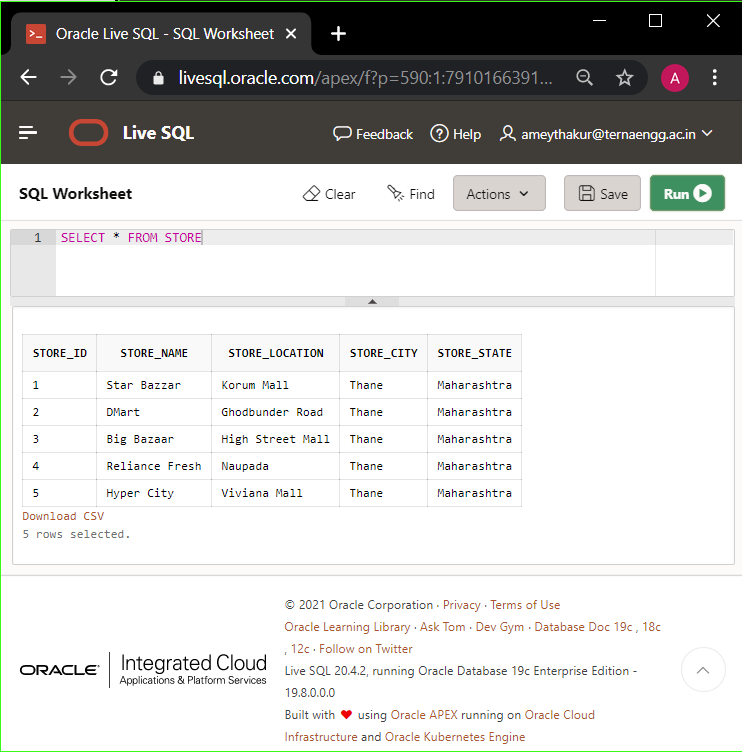 Oracle Live SQL - SQL Worksheet
livesql.oracle.com/apex/f?p=590:1:7910166391...
A
Live SQL
Feedback
Help
ameythakur@ternaengg.ac.in
SQL Worksheet
Clear
Find
Actions
Save
Run
1 SELECT * FROM STORE
STORE_ID STORE_NAME STORE_LOCATION STORE_CITY STORE_STATE
1 Star Bazzar Korum Mall Thane Maharashtra
2 DMart Ghodbunder Road Thane Maharashtra
3 Big Bazaar High Street Mall Thane Maharashtra
4 Reliance Fresh Naupada Thane Maharashtra
5 Hyper City Viviana Mall Thane Maharashtra
Download CSV
5 rows selected.
ORACLE Integrated Cloud
Applications & Platform Services
© 2021 Oracle Corporation · Privacy · Terms of Use
Oracle Learning Library · Ask Tom · Dev Gym · Database Doc 19c , 18c
, 12c · Follow on Twitter
Live SQL 20.4.2, running Oracle Database 19c Enterprise Edition -
19.8.0.0.0
Built with ❤ using Oracle APEX running on Oracle Cloud
Infrastructure and Oracle Kubernetes Engine